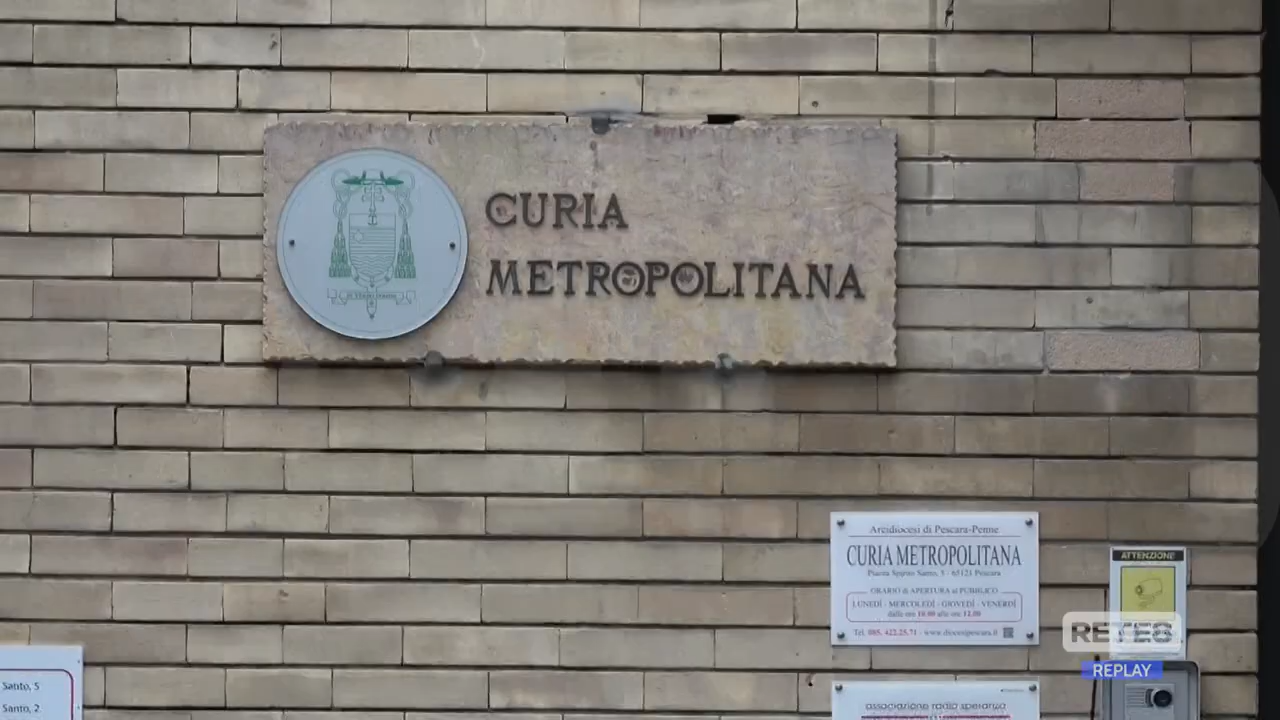 CURIA
METROPOLITANA
Arcidiocesi di Pescara-Penne
CURIA METROPOLITANA
Piazza Spirito Santo, 5 - 65121 Pescara
ORARIO di APERTURA al PUBBLICO
LUNEDÌ - MERCOLEDÌ - GIOVEDÌ - VENERDÌ
dalle ore 10.00 alle ore 12.00
Tel. 085. 422.25.71 - www.diocesipescara.it
ATTENZIONE
RETE8
REPLAY
Santo, 5
Santo, 2
associazione radio speranza